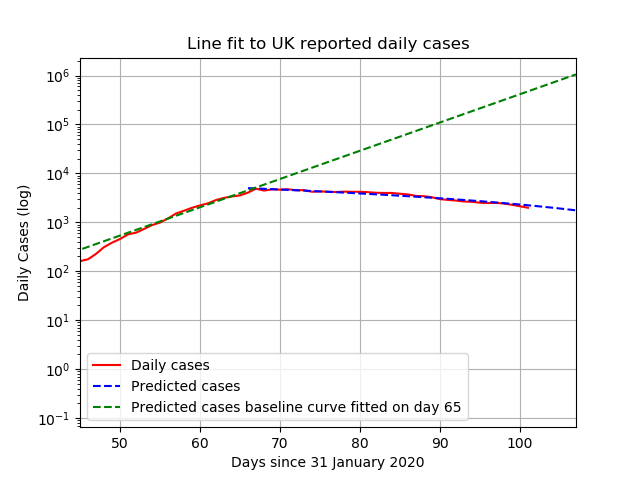 Line fit to UK reported daily cases
Daily Cases (log)
10^6
10^5
10^4
10^3
10^2
10^1
10^0
10^−1
Daily cases
Predicted cases
Predicted cases baseline curve fitted on day 65
50 60 70 80 90 100
Days since 31 January 2020